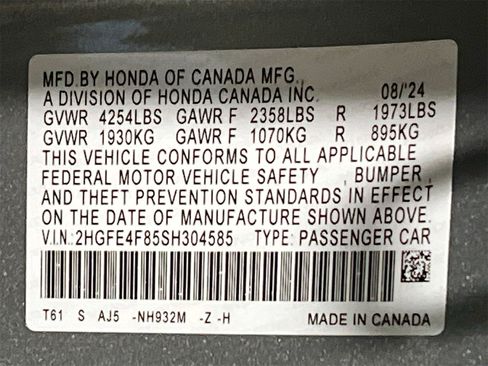 MFD.BY HONDA OF CANADA MFG.,
A DIVISION OF HONDA CANADA INC. 08/'24
GVWR 4254LBS GAWR F 2358LBS R 1973LBS
GVWR 1930KG GAWR F 1070KG R 895KG
THIS VEHICLE CONFORMS TO ALL APPLICABLE
FEDERAL MOTOR VEHICLE SAFETY , BUMPER ,
AND THEFT PREVENTION STANDARDS IN EFFECT
ON THE DATE OF MANUFACTURE SHOWN ABOVE.
V.I.N.:2HGFE4F85SH304585 TYPE: PASSENGER CAR
T61 S AJ5 -NH932M -Z -H MADE IN CANADA